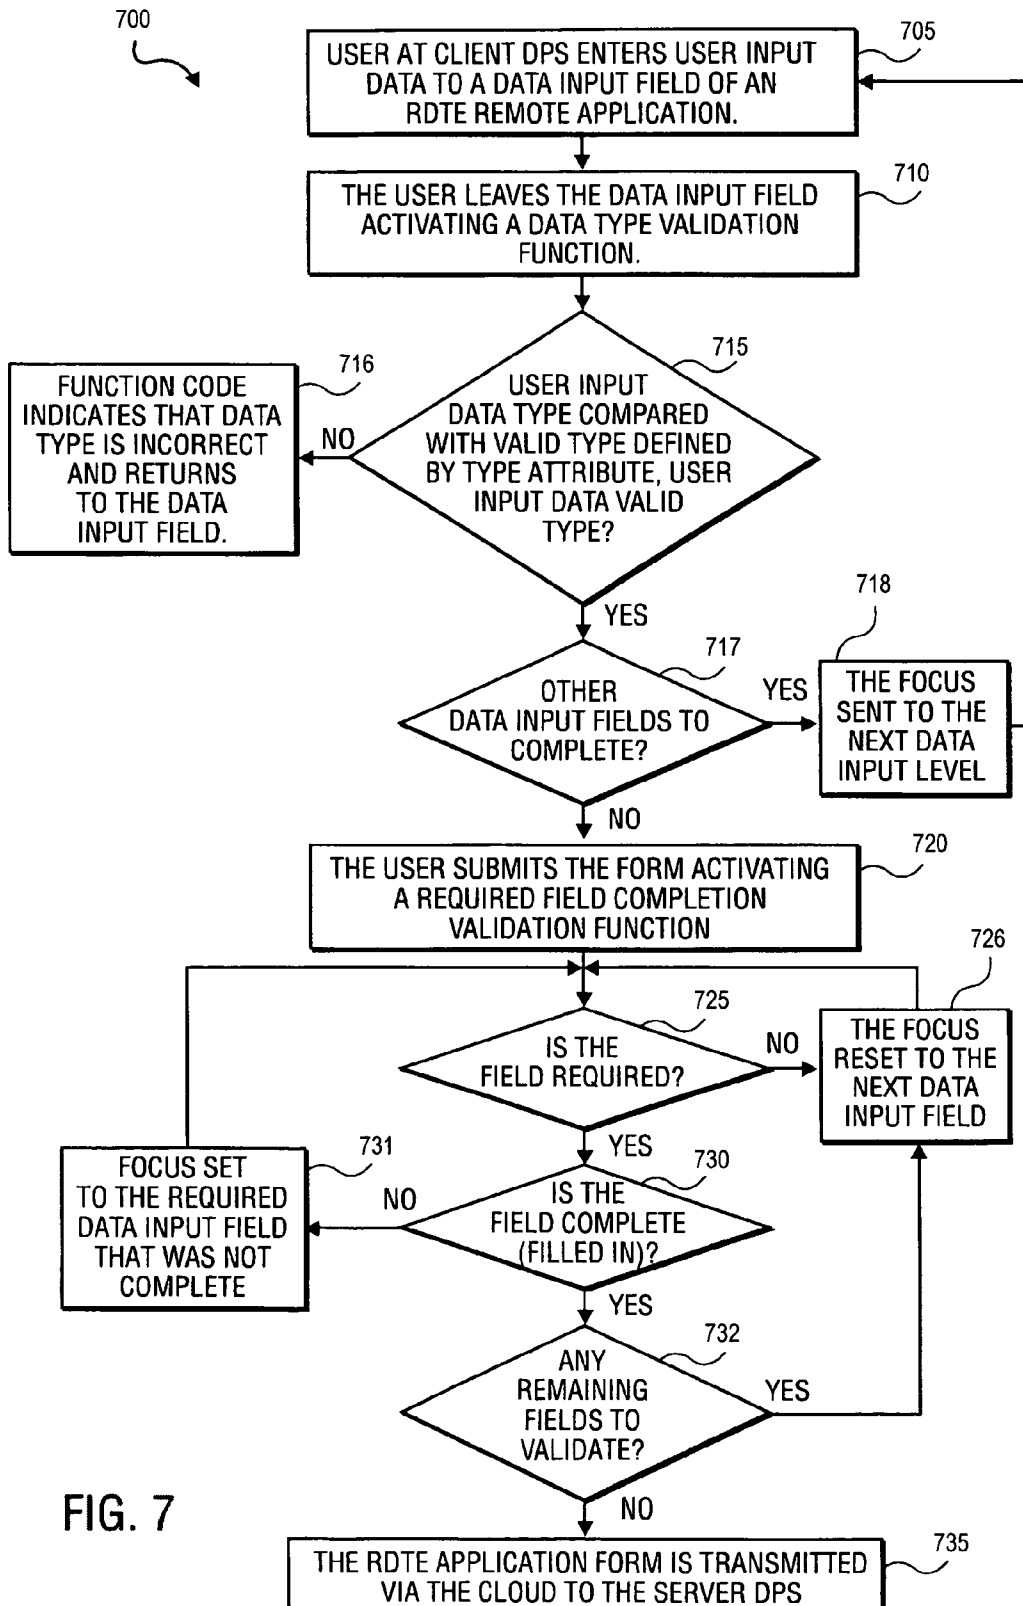 700
705
USER AT CLIENT DPS ENTERS USER INPUT
DATA TO A DATA INPUT FIELD OF AN
RDTE REMOTE APPLICATION.
710
THE USER LEAVES THE DATA INPUT FIELD
ACTIVATING A DATA TYPE VALIDATION
FUNCTION.
715
USER INPUT
DATA TYPE COMPARED
WITH VALID TYPE DEFINED
BY TYPE ATTRIBUTE, USER
INPUT DATA VALID
TYPE?
NO
716
FUNCTION CODE
INDICATES THAT DATA
TYPE IS INCORRECT
AND RETURNS
TO THE DATA
INPUT FIELD.
YES
717
OTHER
DATA INPUT FIELDS TO
COMPLETE?
YES
718
THE FOCUS
SENT TO THE
NEXT DATA
INPUT LEVEL
NO
720
THE USER SUBMITS THE FORM ACTIVATING
A REQUIRED FIELD COMPLETION
VALIDATION FUNCTION
725
IS THE
FIELD REQUIRED?
NO
726
THE FOCUS
RESET TO THE
NEXT DATA
INPUT FIELD
YES
730
IS THE
FIELD COMPLETE
(FILLED IN)?
NO
731
FOCUS SET
TO THE REQUIRED
DATA INPUT FIELD
THAT WAS NOT
COMPLETE
YES
732
ANY
REMAINING
FIELDS TO
VALIDATE?
YES
NO
FIG. 7
735
THE RDTE APPLICATION FORM IS TRANSMITTED
VIA THE CLOUD TO THE SERVER DPS